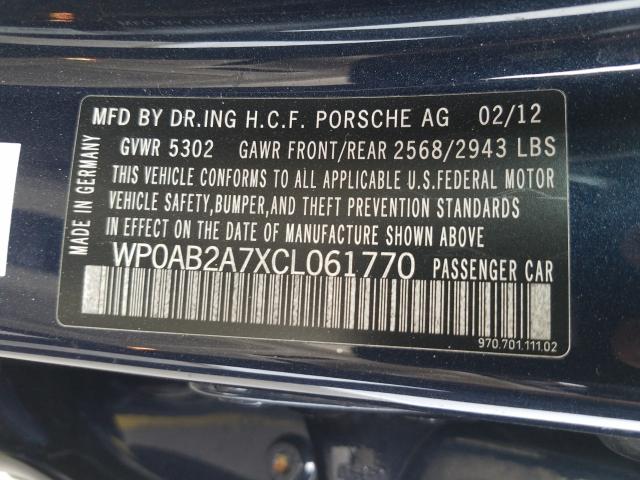 MFD BY DR.ING H.C.F. PORSCHE AG 02/12
GVWR 5302 GAWR FRONT/REAR 2568/2943 LBS
THIS VEHICLE CONFORMS TO ALL APPLICABLE U.S.FEDERAL MOTOR
VEHICLE SAFETY,BUMPER,AND THEFT PREVENTION STANDARDS
IN EFFECT ON THE DATE OF MANUFACTURE SHOWN ABOVE
WP0AB2A7XCL061770 PASSENGER CAR
MADE IN GERMANY
970.701.111.02